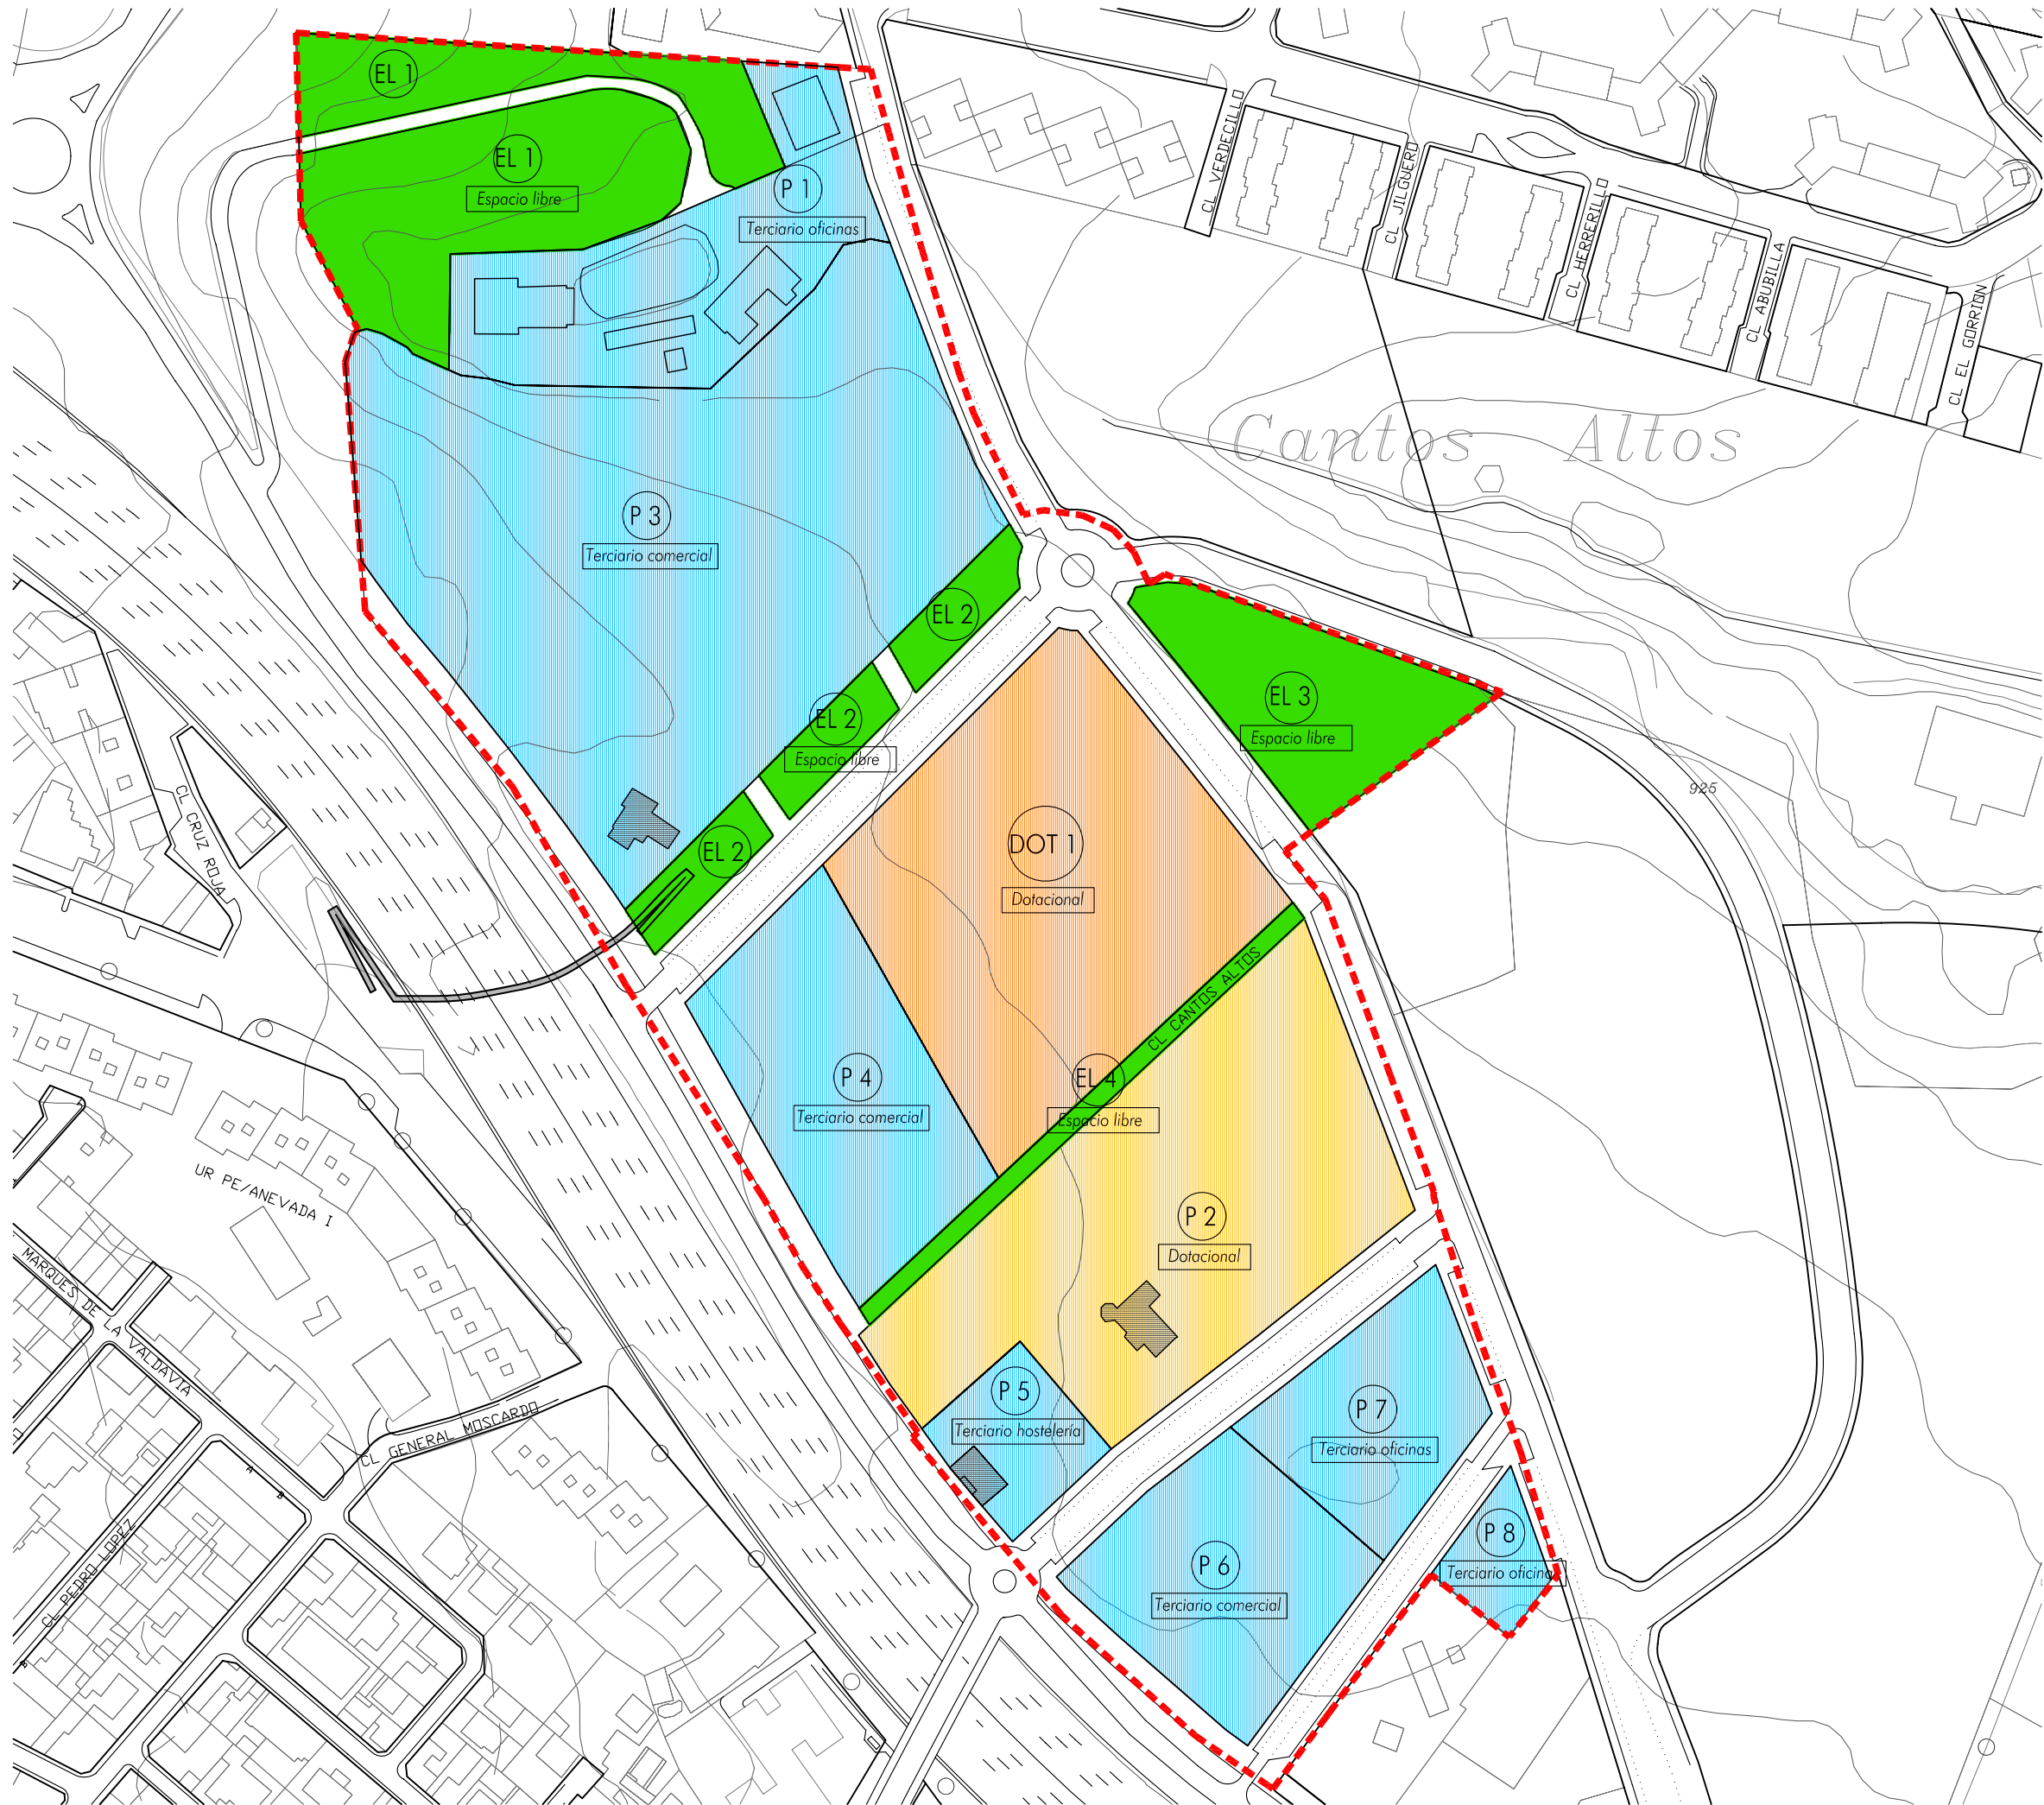 EL 1
EL 1
Espacio libre
P 1
Terciario oficinas
CL VERDECILLO
CL JILGUERO
CL HERRERILLO
CL ABUBILLA
CL EL GORRION
Cantos Altos
P 3
Terciario comercial
EL 2
EL 2
Espacio libre
EL 2
EL 3
Espacio libre
925
CL CRUZ ROJA
DOT 1
Dotacional
CL CANTOS ALTOS
P 4
Terciario comercial
EL 4
Espacio libre
UR PE/ANEVADA I
P 2
Dotacional
MARQUES DE LA VALDAVIA
P 5
Terciario hostelería
P 7
Terciario oficinas
CL GENERAL MOSCARDO
A
B
P 8
Terciario oficina
P 6
Terciario comercial
CL PEDRO LOPEZ
B